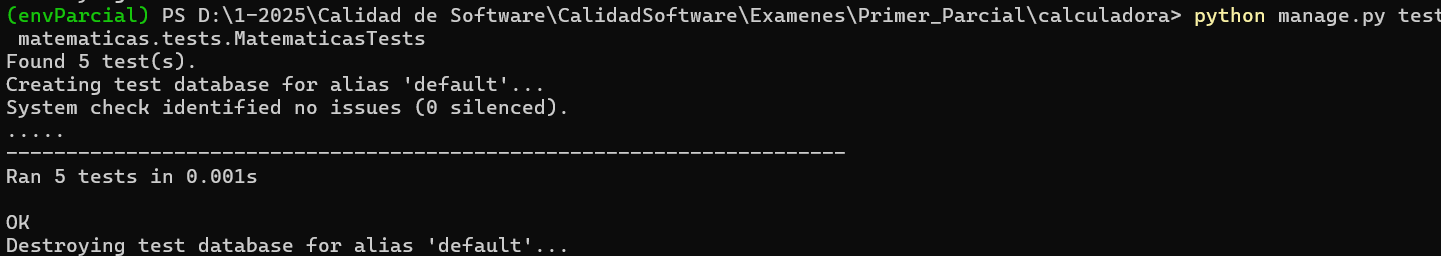 (envParcial) PS D:\1-2025\Calidad de Software\CalidadSoftware\Examenes\Primer_Parcial\calculadora> python manage.py test
matematicas.tests.MatematicasTests
Found 5 test(s).
Creating test database for alias 'default'...
System check identified no issues (0 silenced).
.....
----------------------------------------------------------------------
Ran 5 tests in 0.001s

OK
Destroying test database for alias 'default'...